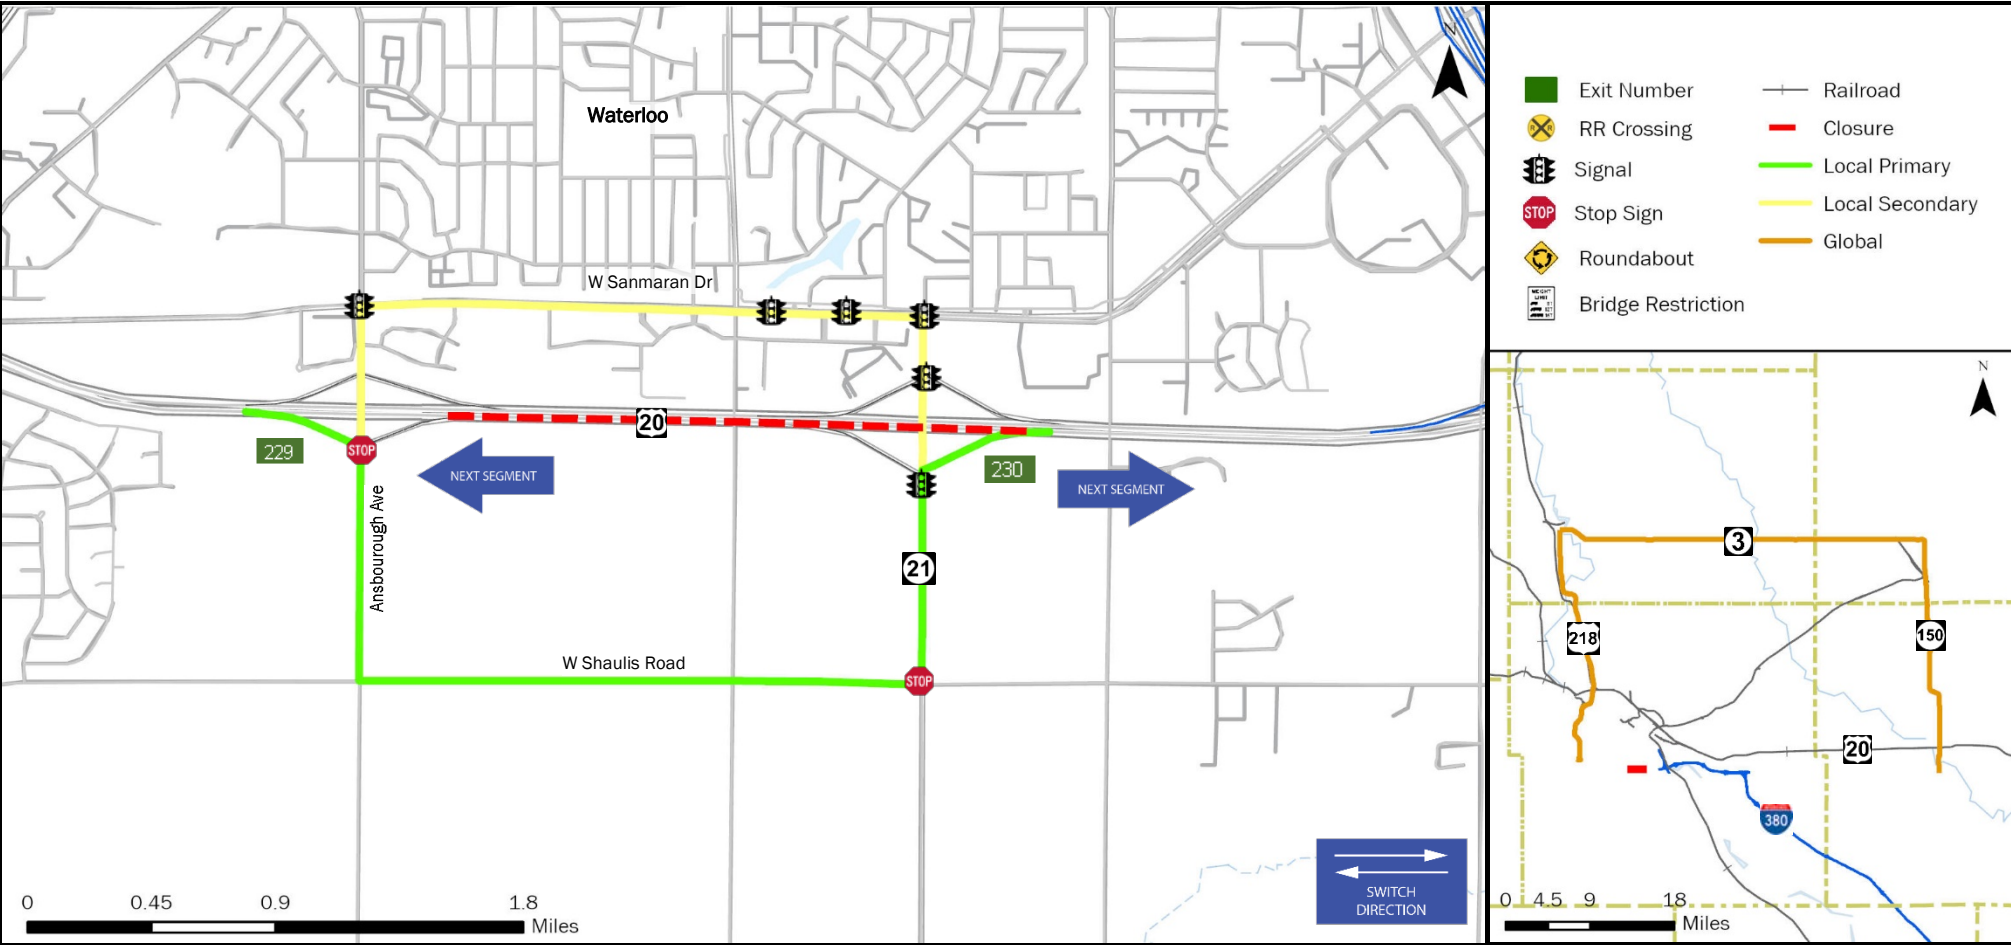 N
Waterloo
W Sanmaran Dr
20
229
STOP
NEXT SEGMENT
230
NEXT SEGMENT
Ansbourough Ave
21
W Shaulis Road
STOP
SWITCH
DIRECTION
0 0.45 0.9 1.8
Miles
Exit Number
Railroad
R R
RR Crossing
Closure
Signal
Local Primary
STOP
Stop Sign
Local Secondary
Roundabout
Global
WEIGHT
LIMIT
Bridge Restriction
N
3
218
150
20
380
0 4.5 9 18
Miles